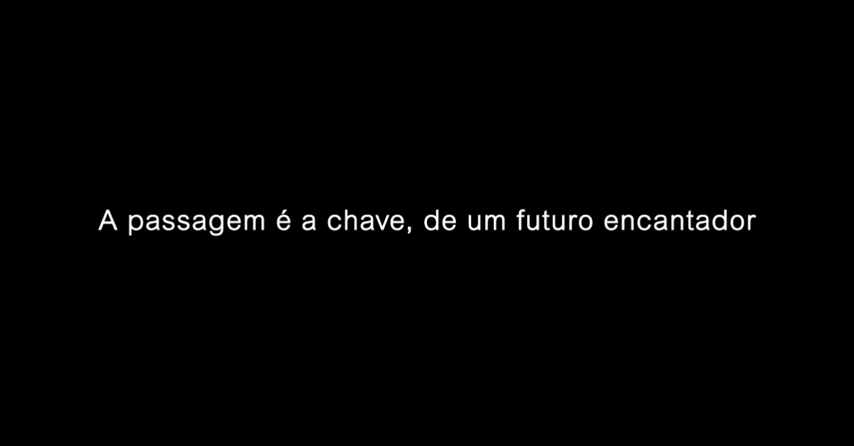 A passagem é a chave, de um futuro encantador